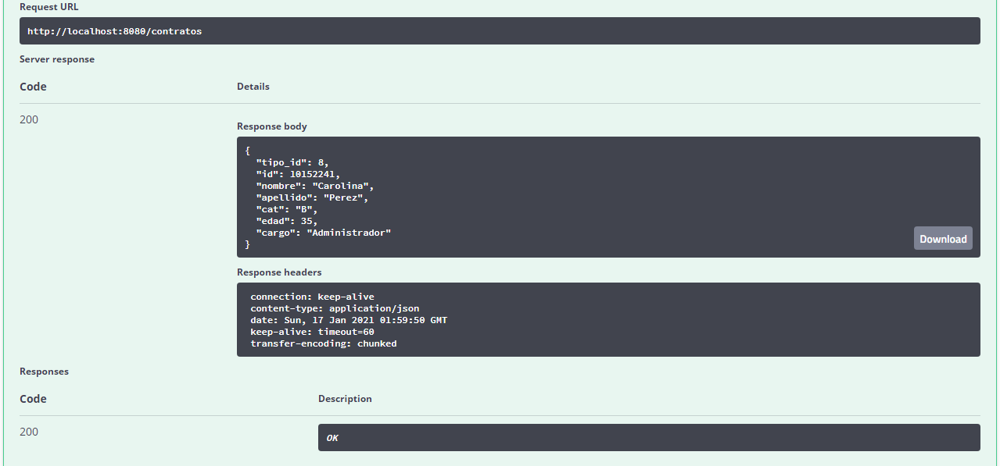 Request URL
http://localhost:8080/contratos
Server response
Code Details
200
Response body
{
"tipo_id": 8,
"id": 10152241,
"nombre": "Carolina",
"apellido": "Perez",
"cat": "B",
"edad": 35,
"cargo": "Administrador"
}
Download
Response headers
connection: keep-alive
content-type: application/json
date: Sun, 17 Jan 2021 01:59:50 GMT
keep-alive: timeout=60
transfer-encoding: chunked
Responses
Code Description
200
OK